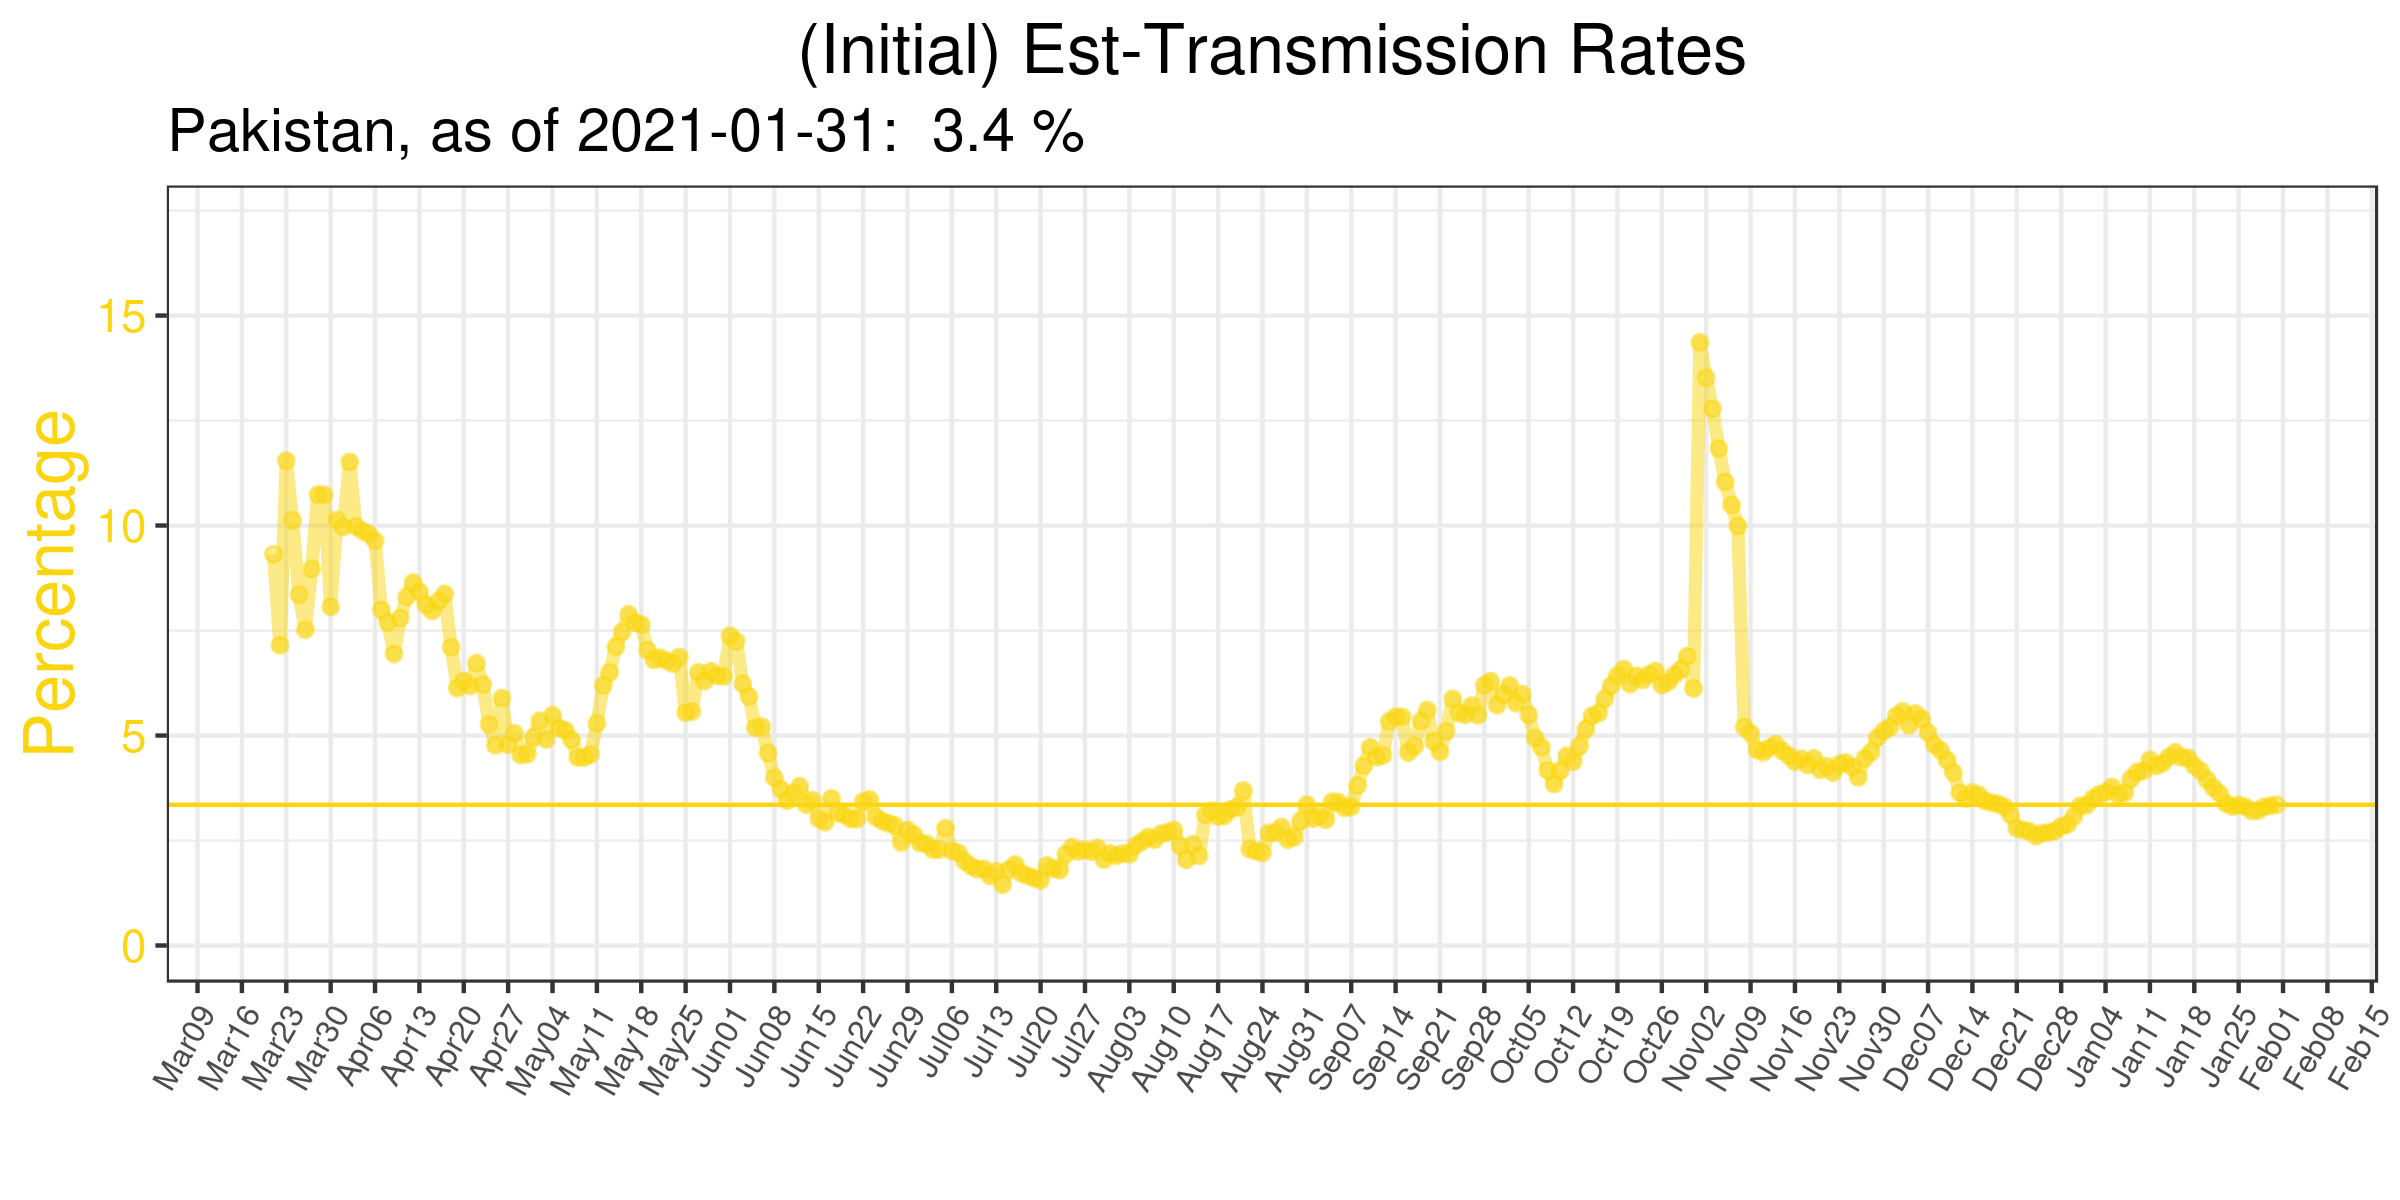 (Initial) Est-Transmission Rates
Pakistan, as of 2021-01-31:  3.4 %
Percentage
15
10
5
0
Mar09
Mar16
Mar23
Mar30
Apr06
Apr13
Apr20
Apr27
May04
May11
May18
May25
Jun01
Jun08
Jun15
Jun22
Jun29
Jul06
Jul13
Jul20
Jul27
Aug03
Aug10
Aug17
Aug24
Aug31
Sep07
Sep14
Sep21
Sep28
Oct05
Oct12
Oct19
Oct26
Nov02
Nov09
Nov16
Nov23
Nov30
Dec07
Dec14
Dec21
Dec28
Jan04
Jan11
Jan18
Jan25
Feb01
Feb08
Feb15